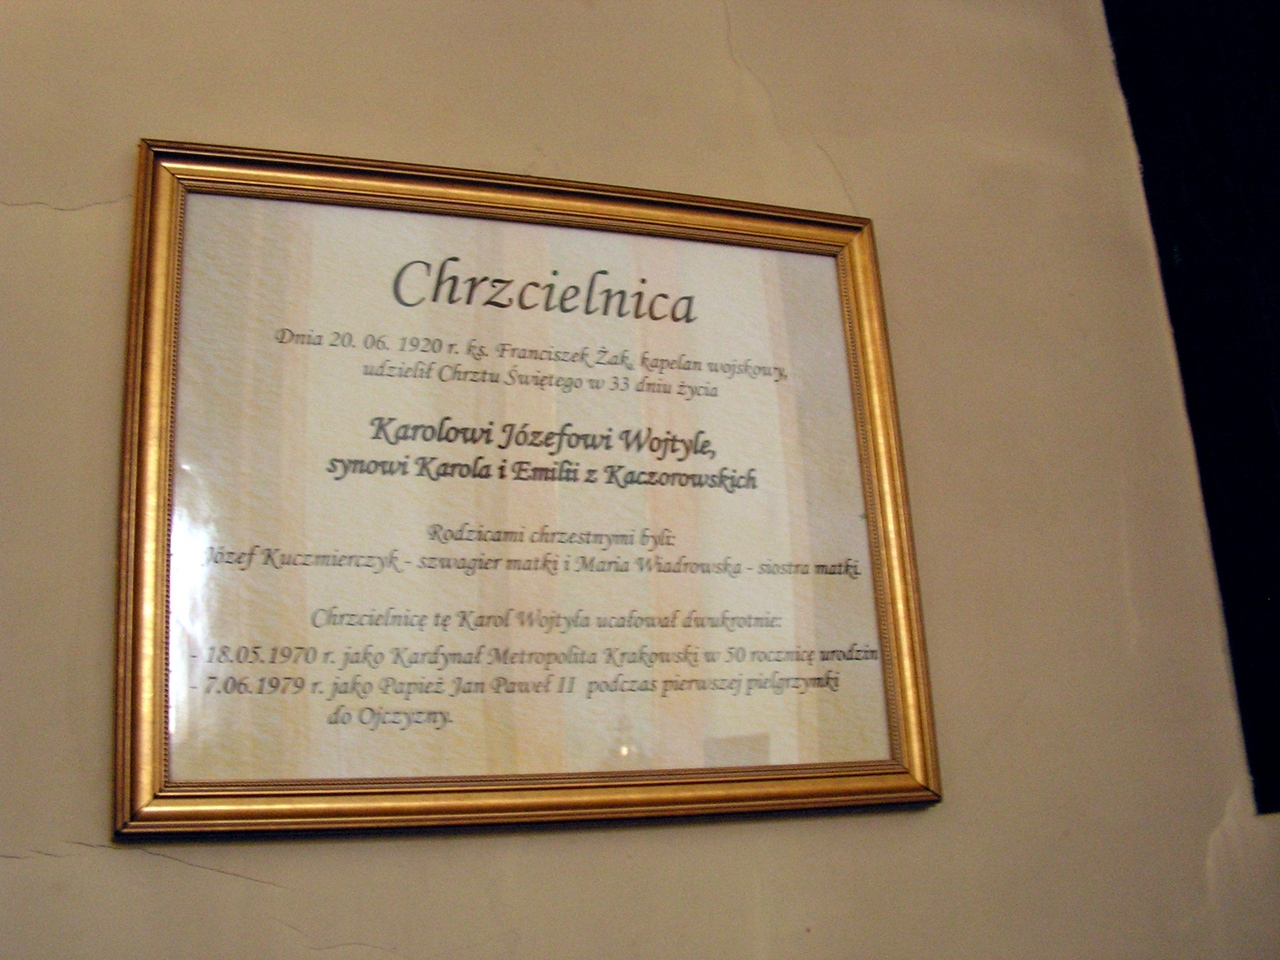 Chrzcielnica
Dnia 20. 06. 1920 r. ks. Franciszek Żak, kapelan wojskowy,
udzielił Chrztu Świętego w 33 dniu życia
Karolowi Józefowi Wojtyle,
synowi Karola i Emilii z Kaczorowskich
Rodzicami chrzestnymi byli:
Józef Kuczmierczyk - szwagier matki i Maria Wiadrowska - siostra matki.
Chrzcielnicę tę Karol Wojtyła ucałował dwukrotnie:
- 18.05.1970 r. jako Kardynał Metropolita Krakowski w 50 rocznicę urodzin
- 7.06.1979 r. jako Papież Jan Paweł II podczas pierwszej pielgrzymki
do Ojczyzny.